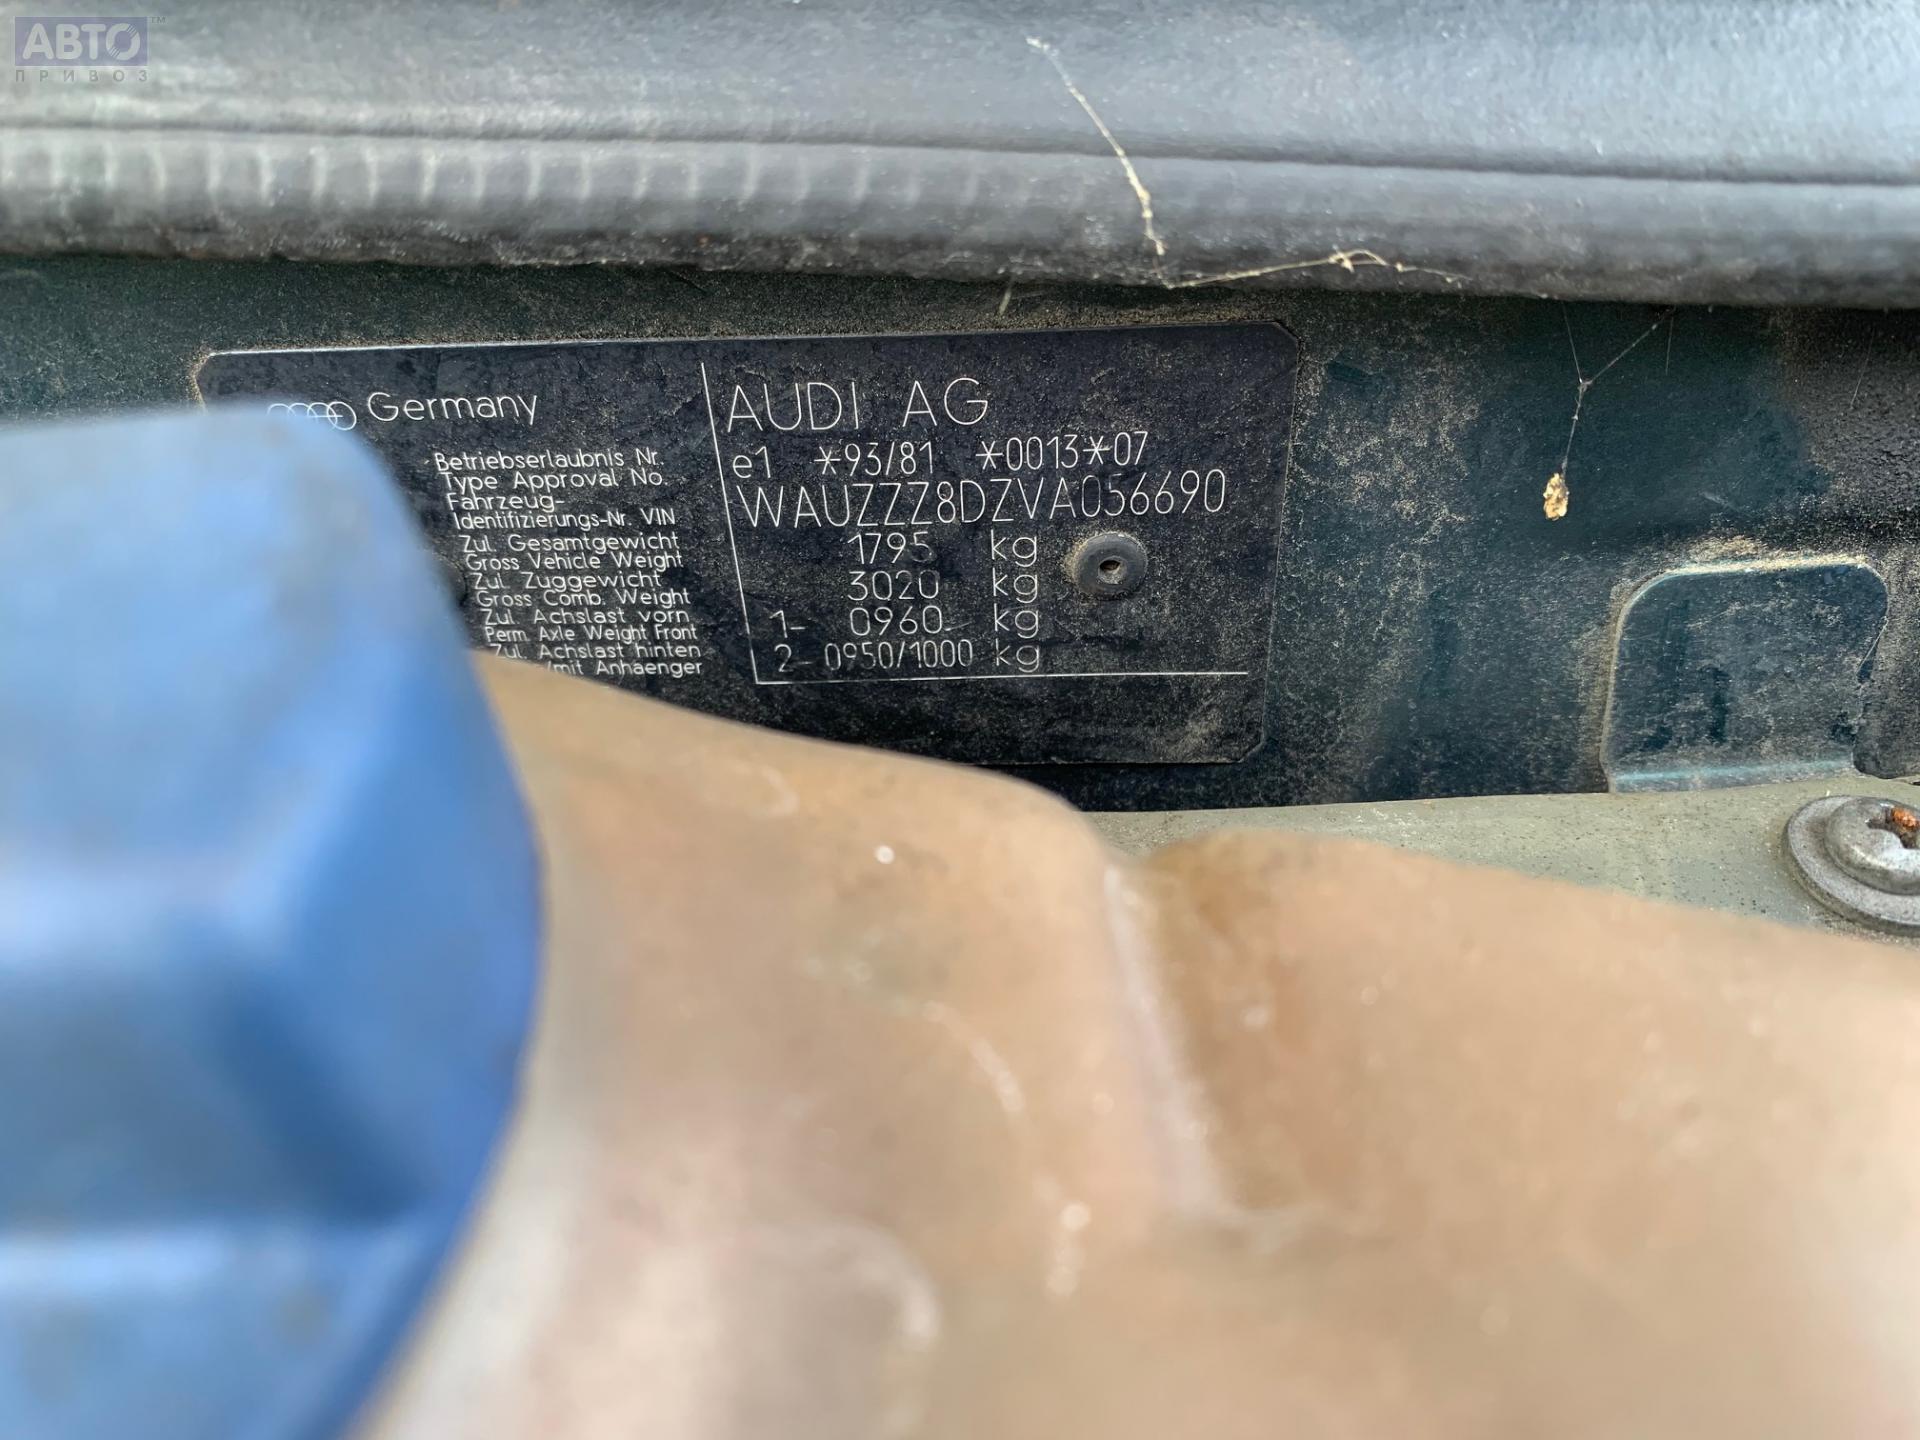 АВТО™
ПРИВОЗ
Germany
AUDI AG
Betriebserlaubnis Nr.
Type Approval No.
e1 *93/81 *0013*07
Fahrzeug-
Identifizierungs-Nr. VIN
WAUZZZ8DZVA056690
Zul. Gesamtgewicht
Gross Vehicle Weight
1795 kg
Zul. Zuggewicht
Gross Comb. Weight
3020 kg
Zul. Achslast vorn
Perm. Axle Weight Front
1- 0960 kg
Zul. Achslast hinten
/mit Anhaenger
2- 0950/1000 kg